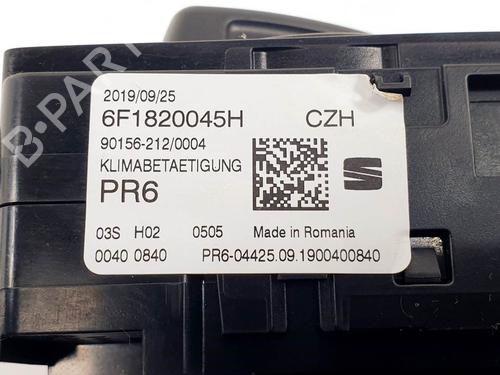 B-PARTS
2019/09/25
6F1820045H CZH
90156-212/0004
KLIMABETAETIGUNG
PR6
03S H02 0505 Made in Romania
0040 0840 PR6-04425.09.1900400840